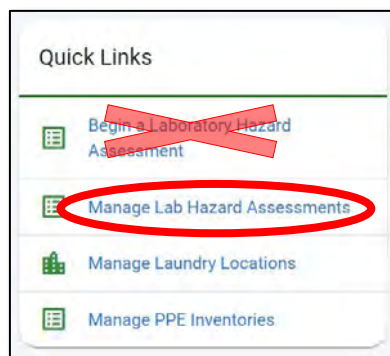 Quick Links
Begin a Laboratory Hazard
Assessment
Manage Lab Hazard Assessments
Manage Laundry Locations
Manage PPE Inventories